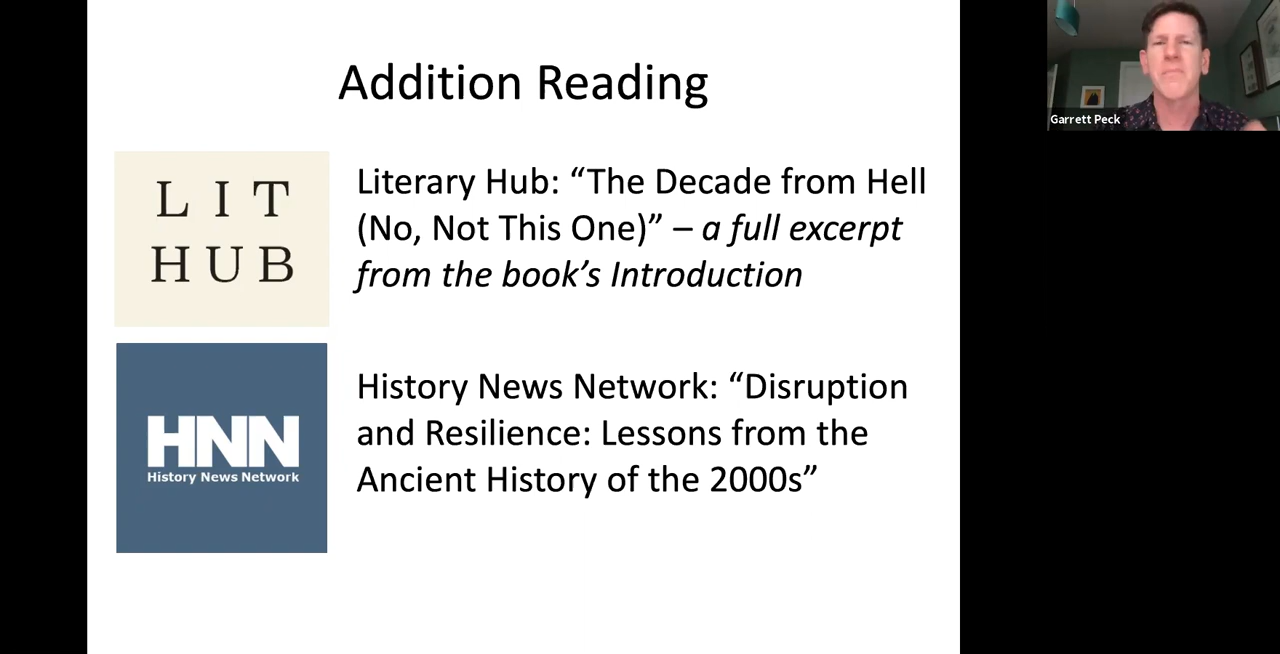 Addition Reading
LIT
HUB
Literary Hub: “The Decade from Hell
(No, Not This One)” – a full excerpt
from the book’s Introduction
HNN
History News Network
History News Network: “Disruption
and Resilience: Lessons from the
Ancient History of the 2000s”
Garrett Peck